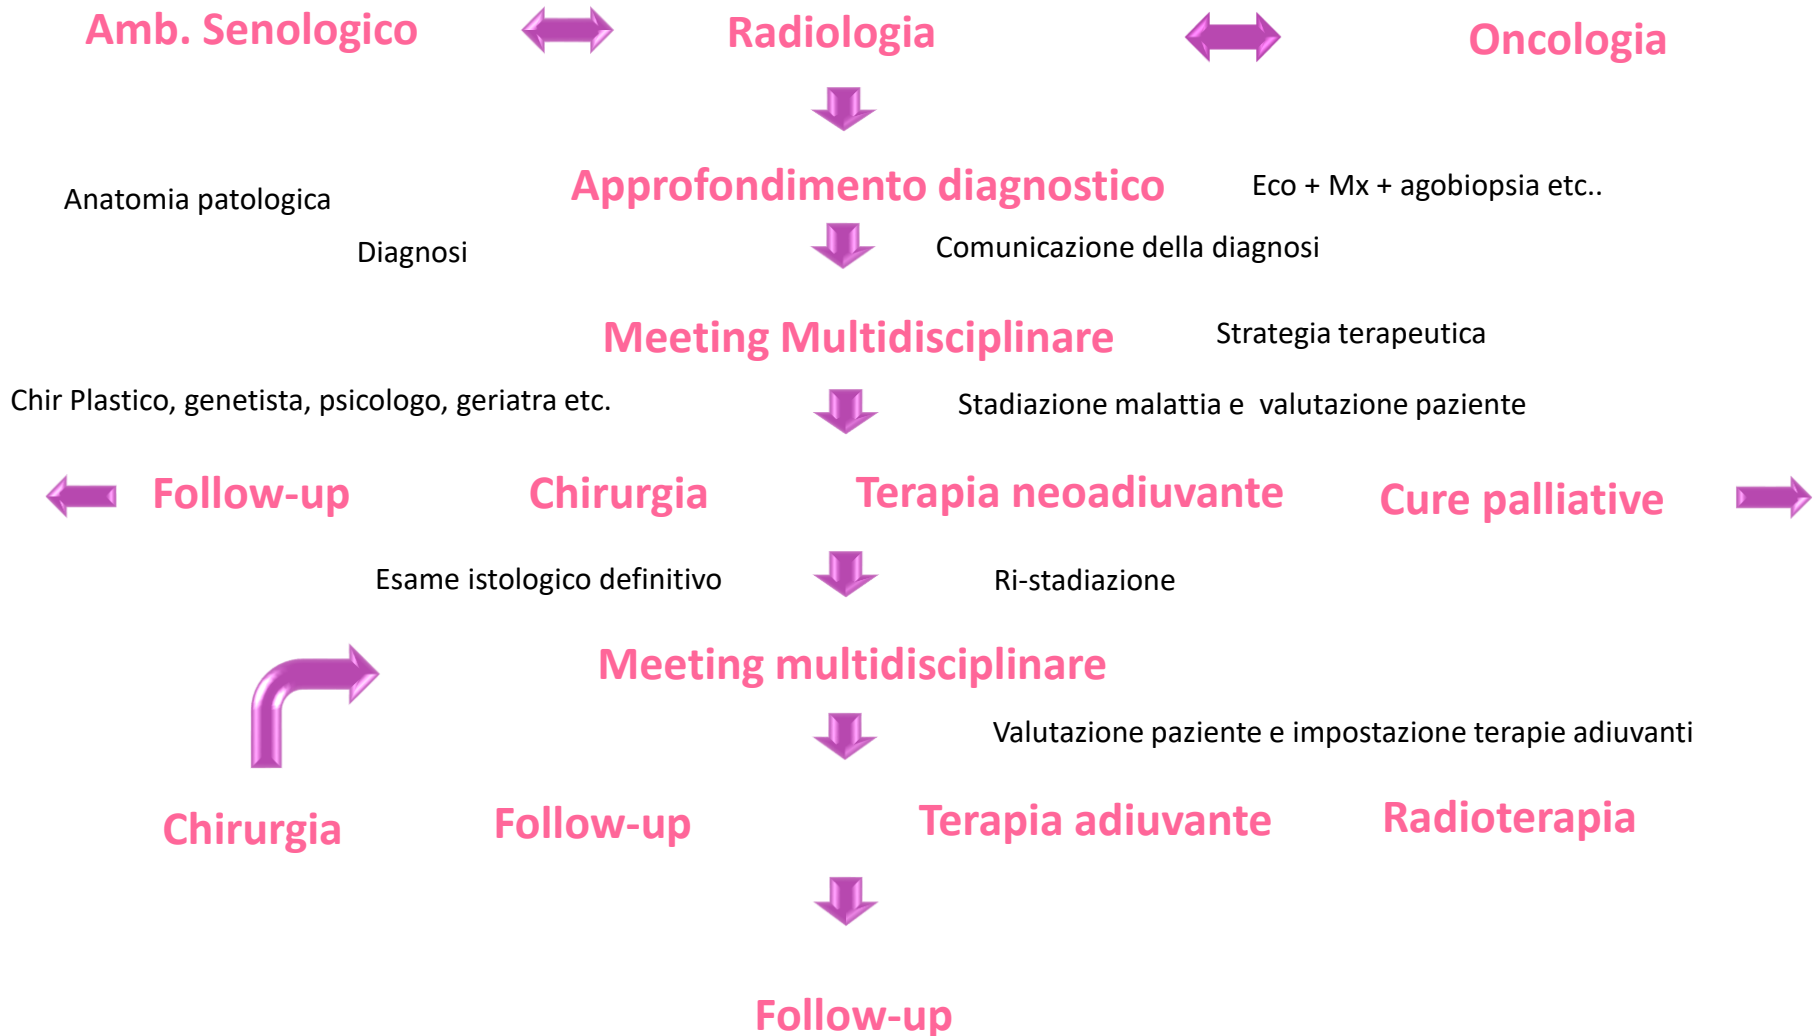 Amb. Senologico
Radiologia
Oncologia
Approfondimento diagnostico
Eco + Mx + agobiopsia etc..
Anatomia patologica
Diagnosi
Comunicazione della diagnosi
Meeting Multidisciplinare
Strategia terapeutica
Chir Plastico, genetista, psicologo, geriatra etc.
Stadiazione malattia e  valutazione paziente
Follow-up
Chirurgia
Terapia neoadiuvante
Cure palliative
Esame istologico definitivo
Ri-stadiazione
Meeting multidisciplinare
Valutazione paziente e impostazione terapie adiuvanti
Chirurgia
Follow-up
Terapia adiuvante
Radioterapia
Follow-up